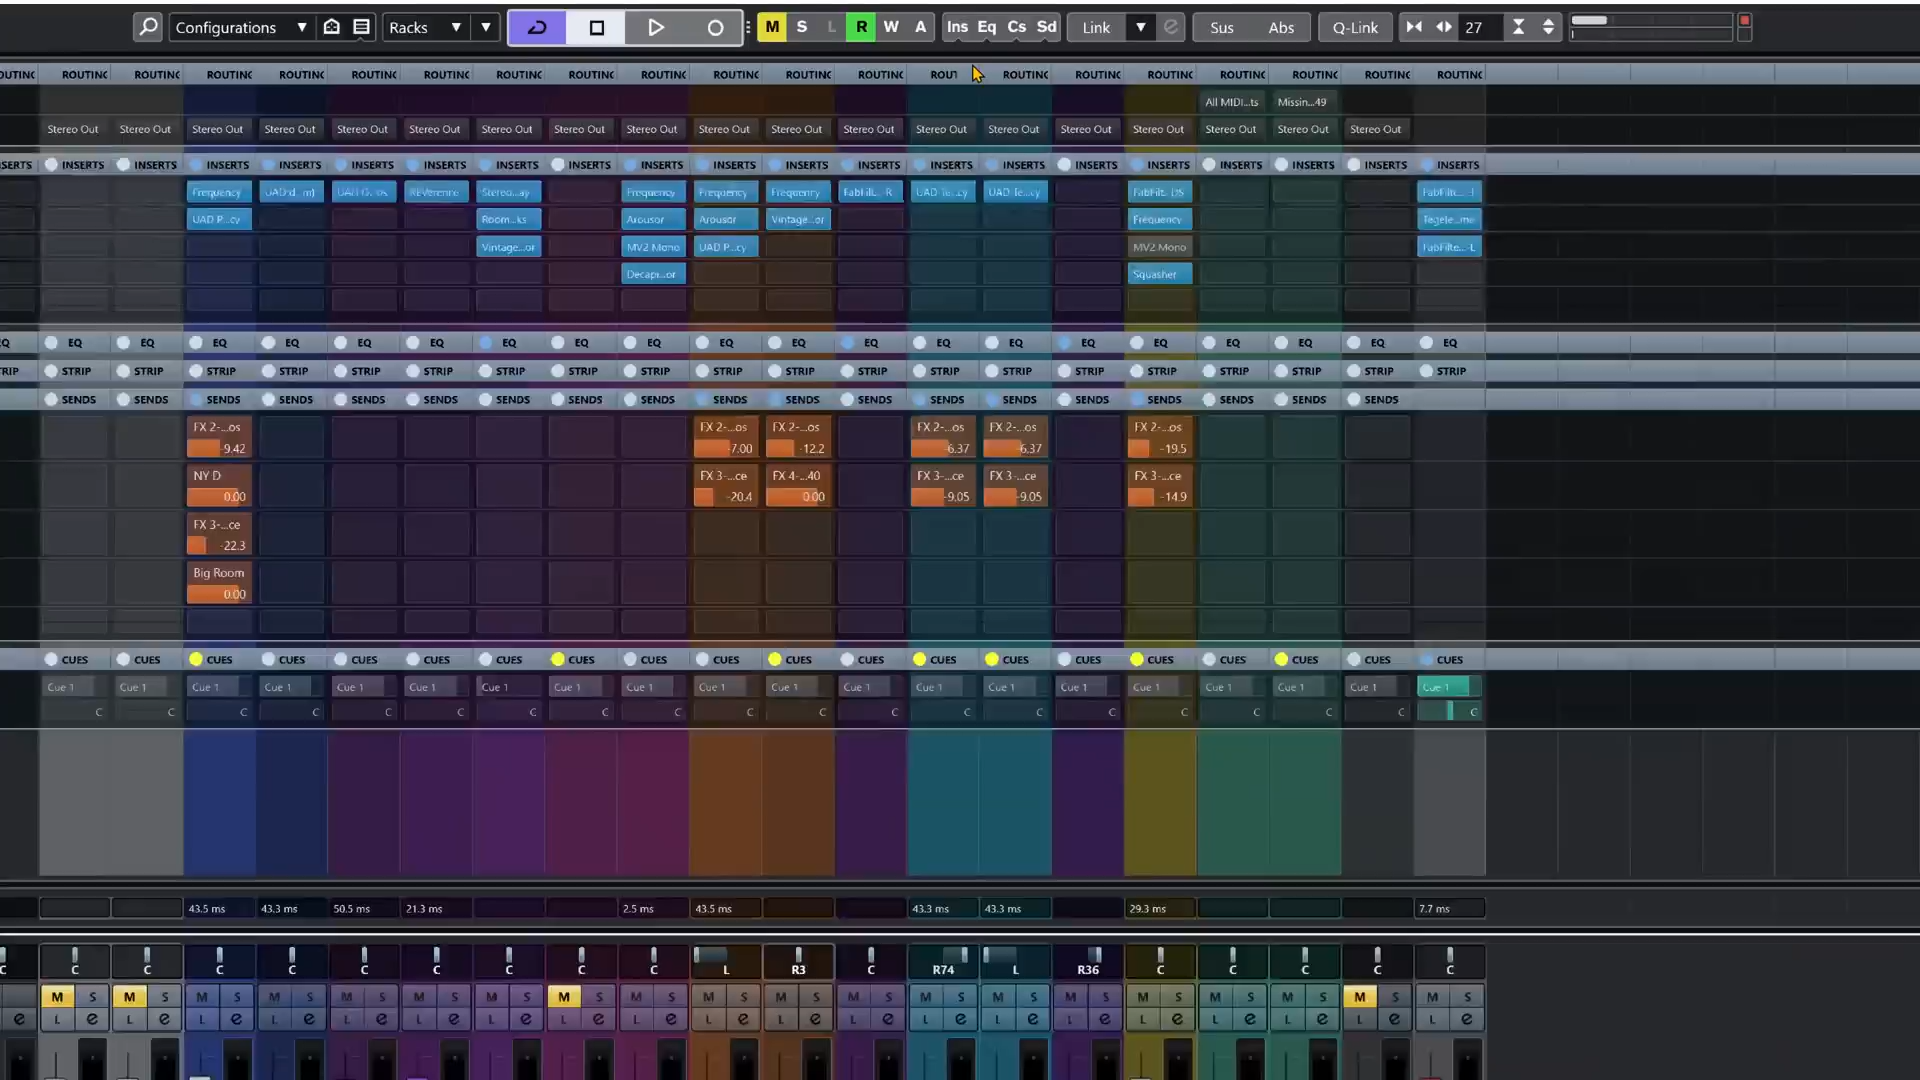 Configurations Racks M S L R W A Ins Eq Cs Sd Link Sus Abs Q-Link 27
ROUTING ROUTING ROUTING ROUTING ROUTING ROUTING ROUTING ROUTING ROUTING ROUTING ROUTING ROUTING ROUT ROUTING ROUTING ROUTING ROUTING ROUTING ROUTING ROUTING
All MIDI...ts Missin...49
Stereo Out Stereo Out Stereo Out Stereo Out Stereo Out Stereo Out Stereo Out Stereo Out Stereo Out Stereo Out Stereo Out Stereo Out Stereo Out Stereo Out Stereo Out Stereo Out Stereo Out Stereo Out Stereo Out
SERTS INSERTS INSERTS INSERTS INSERTS INSERTS INSERTS INSERTS INSERTS INSERTS INSERTS INSERTS INSERTS INSERTS INSERTS INSERTS INSERTS INSERTS INSERTS INSERTS INSERTS
Frequency REVerence Stereo...ay Frequency Frequency Frequency
UAD P...cy Room...ks Arousor Arousor Vintage...or Frequency
Vintage...or MV2 Mono UAD P...cy MV2 Mono FabFilte...-L
Decapi...or Squasher
EQ EQ EQ EQ EQ EQ EQ EQ EQ EQ EQ EQ EQ EQ EQ EQ EQ EQ EQ EQ
STRIP STRIP STRIP STRIP STRIP STRIP STRIP STRIP STRIP STRIP STRIP STRIP STRIP STRIP STRIP STRIP STRIP STRIP STRIP STRIP
SENDS SENDS SENDS SENDS SENDS SENDS SENDS SENDS SENDS SENDS SENDS SENDS SENDS SENDS SENDS SENDS SENDS SENDS SENDS
FX 2-...os FX 2-...os FX 2-...os FX 2-...os FX 2-...os FX 2-...os
-9.42 -7.00 -12.2 -6.37 -6.37 -19.5
NY D FX 3-...ce FX 4-...40 FX 3-...ce FX 3-...ce FX 3-...ce
0.00 -20.4 0.00 -9.05 -9.05 -14.9
FX 3-...ce
-22.3
Big Room
0.00
CUES CUES CUES CUES CUES CUES CUES CUES CUES CUES CUES CUES CUES CUES CUES CUES CUES CUES CUES CUES
Cue 1 Cue 1 Cue 1 Cue 1 Cue 1 Cue 1 Cue 1 Cue 1 Cue 1 Cue 1 Cue 1 Cue 1 Cue 1 Cue 1 Cue 1 Cue 1 Cue 1 Cue 1 Cue 1 Cue 1
C C C C C C C C C C C C C C C C C C C C
43.5 ms 43.3 ms 50.5 ms 21.3 ms 2.5 ms 43.5 ms 43.3 ms 43.3 ms 29.3 ms 7.7 ms
C C C C C C C C C C L R3 C R74 L R36 C C C C C
M S M S M S M S M S M S M S M S M S M S M S M S M S M S M S M S M S M S M S M S
e L e L e L e L e L e L e L e L e L e L e L e L e L e L e L e L e L e L e L e L e